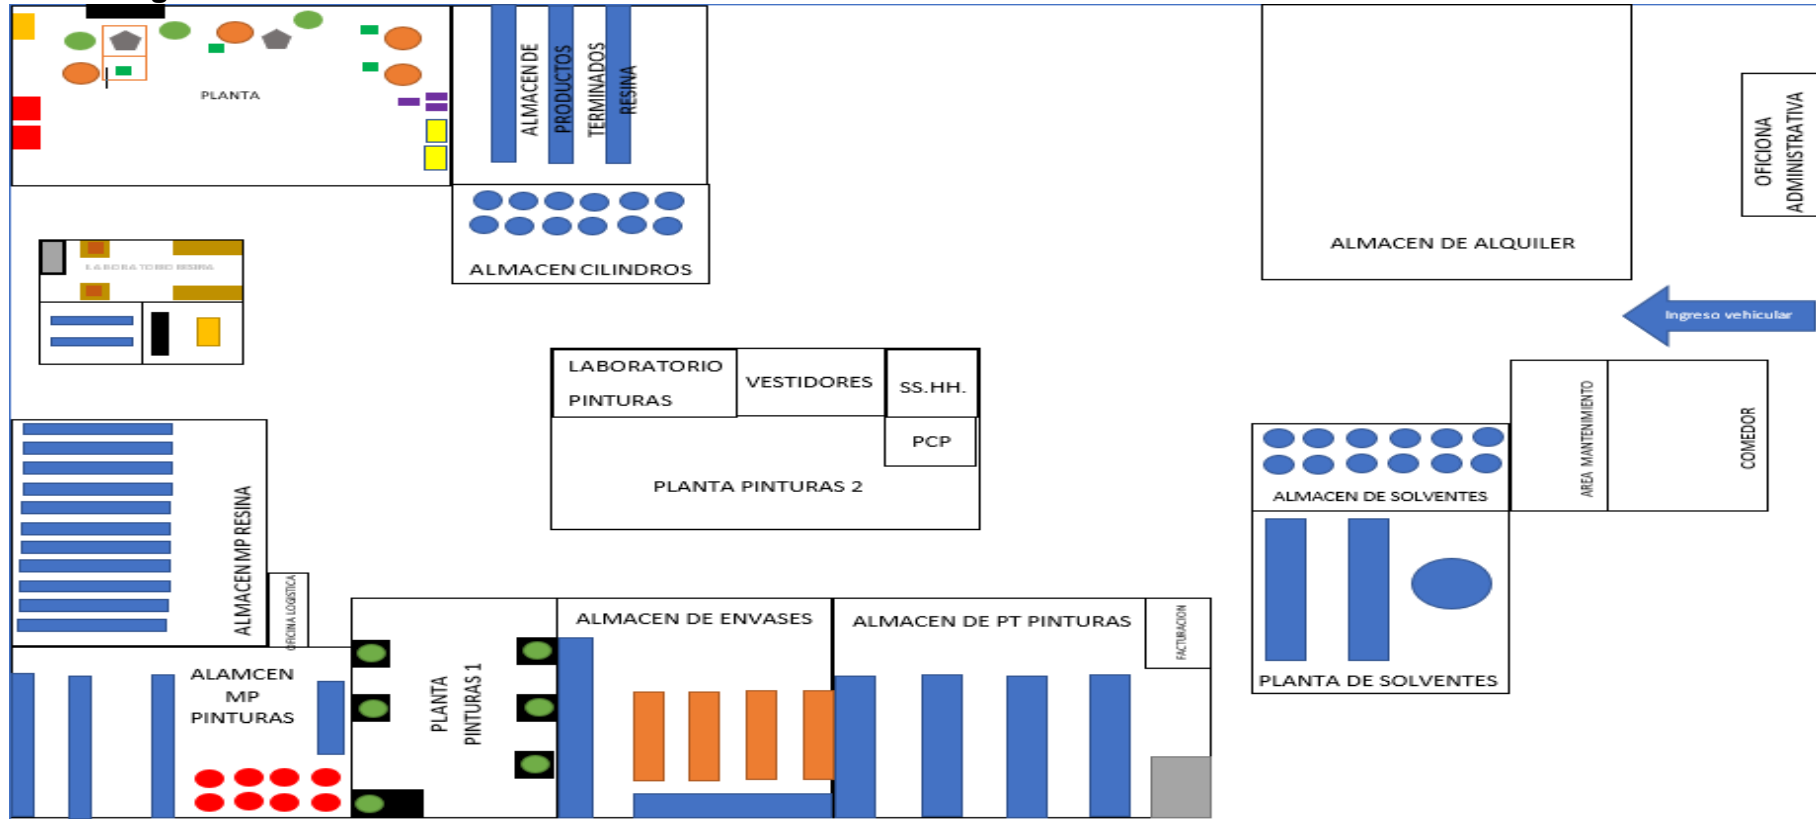 PLANTA
ALMACEN DE
PRODUCTOS
TERMINADOS
RESINA
OFICIONA
ADMINISTRATIVA
ALMACEN DE ALQUILER
LABORATORIO RESINA
ALMACEN CILINDROS
Ingreso vehicular
LABORATORIO
PINTURAS
VESTIDORES
SS.HH.
PCP
PLANTA PINTURAS 2
AREA MANTENIMIENTO
COMEDOR
ALMACEN DE SOLVENTES
PLANTA DE SOLVENTES
ALMACEN MP RESINA
OFICINA LOGISTICA
ALAMCEN
MP
PINTURAS
PLANTA
PINTURAS 1
ALMACEN DE ENVASES
ALMACEN DE PT PINTURAS
FACTURACION